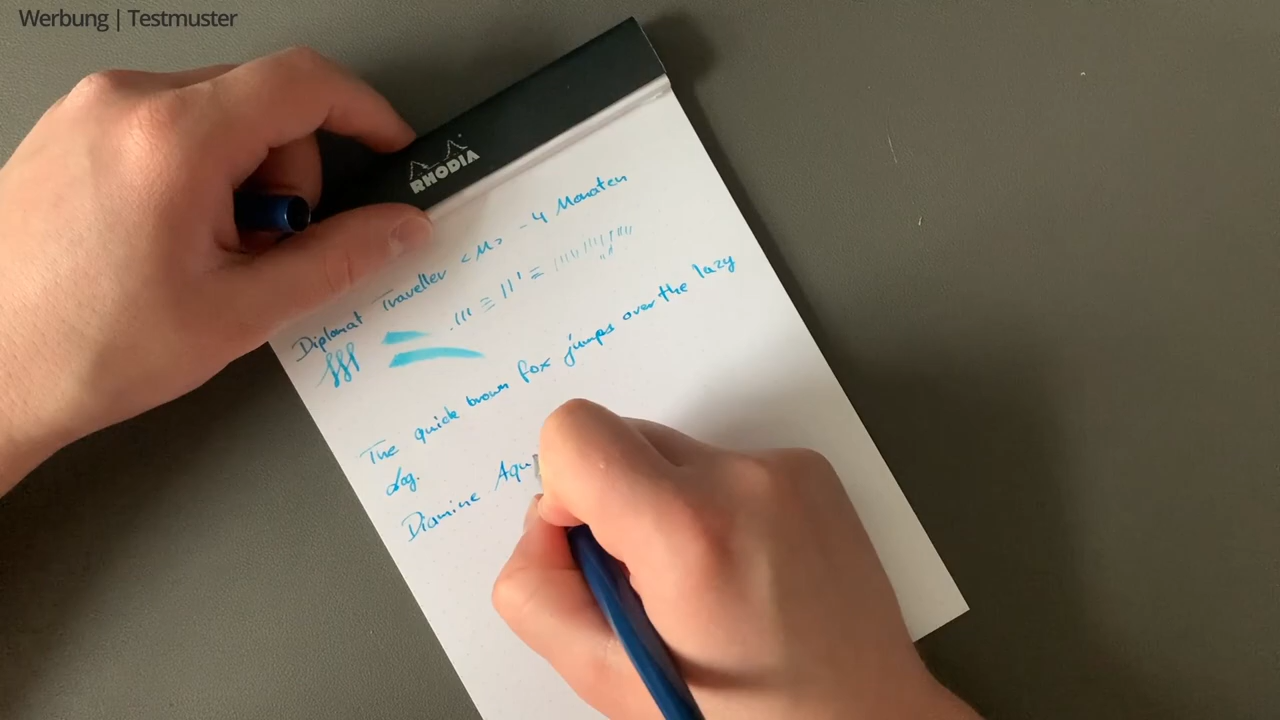 Werbung | Testmuster
RHODIA
Diplomat Traveller <M> - 4 Monaten
The quick brown fox jumps over the lazy
dog.
Diamine Aqu